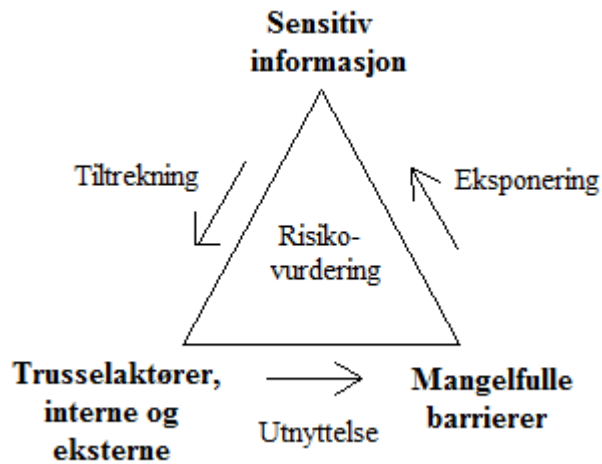 Sensitiv
informasjon
Tiltrekning
Eksponering
Risiko-
vurdering
Trusselaktører,
interne og
eksterne
Utnyttelse
Mangelfulle
barrierer